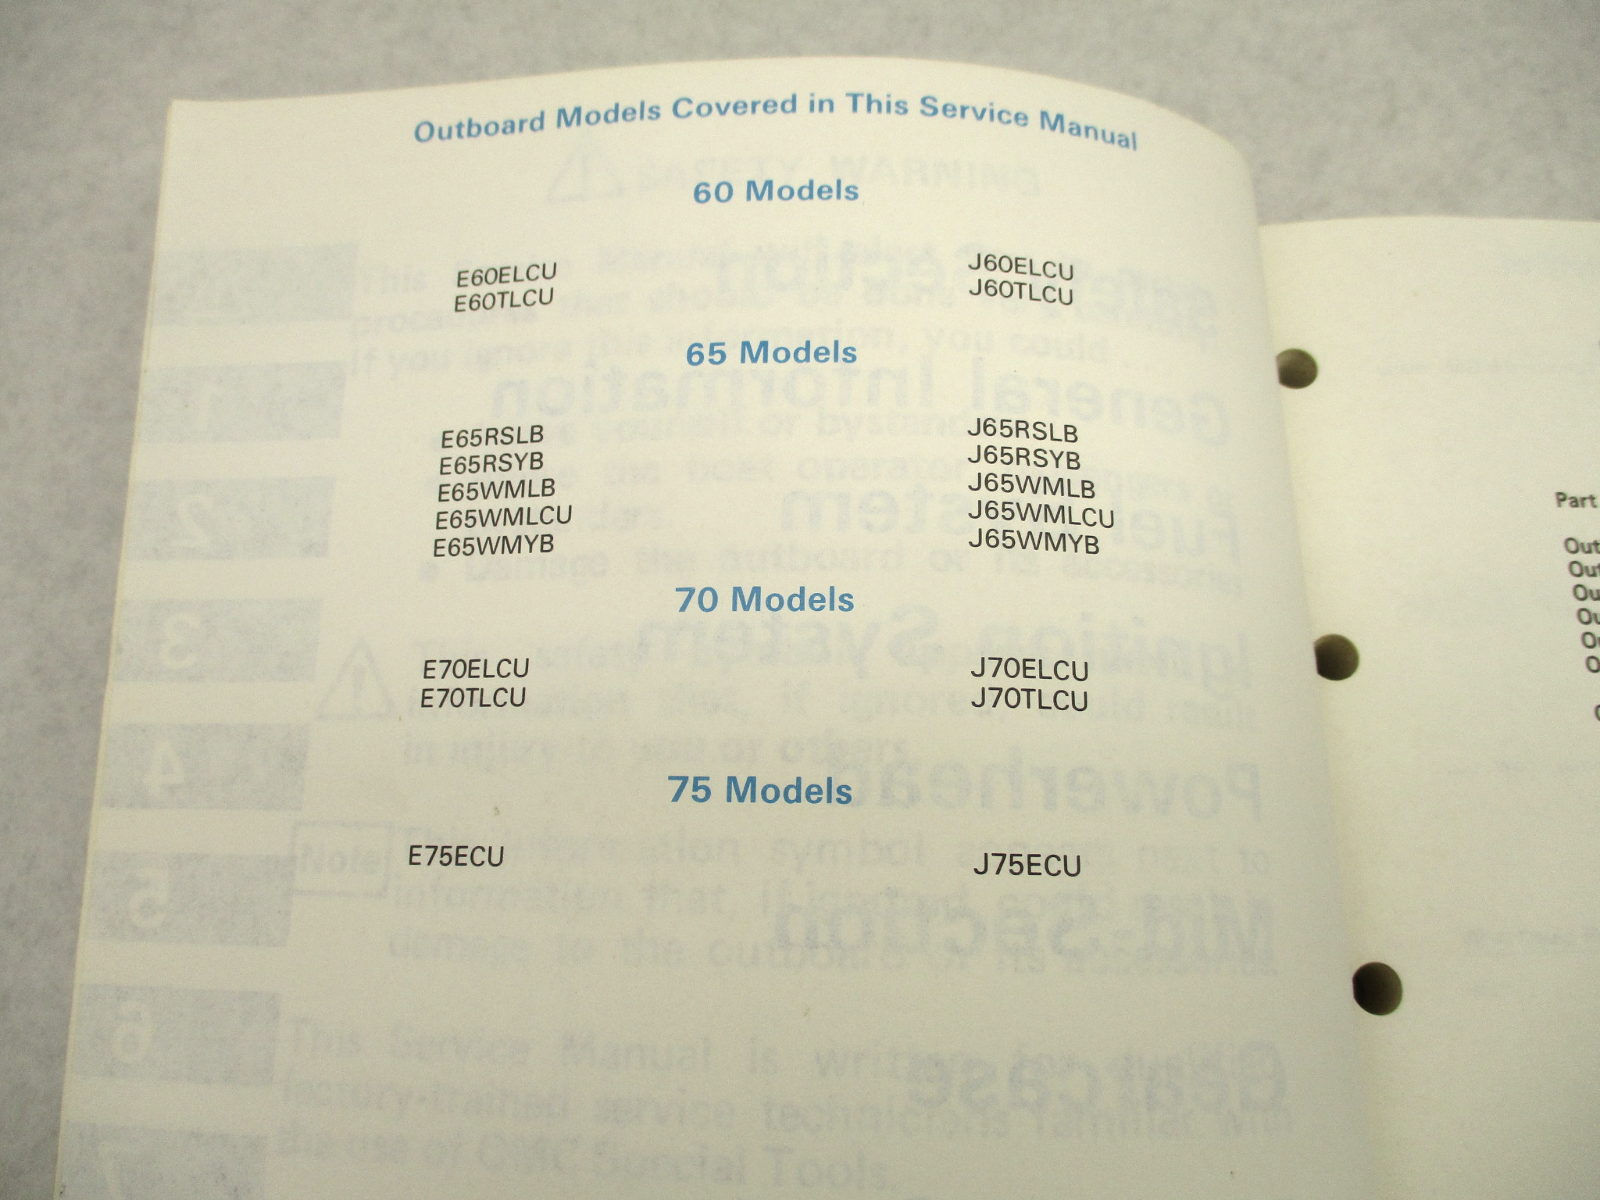 Outboard Models Covered in This Service Manual
60 Models
E60ELCU J60ELCU
E60TLCU J60TLCU
65 Models
E65RSLB J65RSLB
E65RSYB J65RSYB
E65WMLB J65WMLB
E65WMLCU J65WMLCU
E65WMYB J65WMYB
70 Models
E70ELCU J70ELCU
E70TLCU J70TLCU
75 Models
E75ECU J75ECU
Part